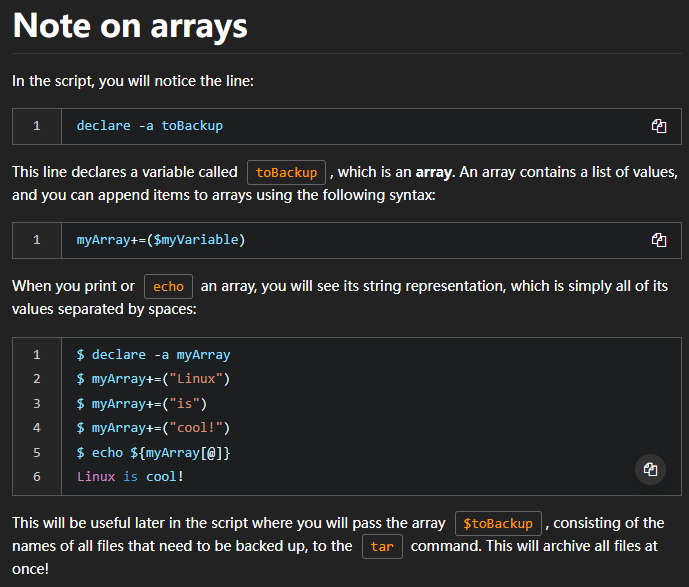 Note on arrays
In the script, you will notice the line:
1 declare -a toBackup
This line declares a variable called toBackup , which is an array. An array contains a list of values,
and you can append items to arrays using the following syntax:
1 myArray+=($myVariable)
When you print or echo an array, you will see its string representation, which is simply all of its
values separated by spaces:
1 $ declare -a myArray
2 $ myArray+=("Linux")
3 $ myArray+=("is")
4 $ myArray+=("cool!")
5 $ echo ${myArray[@]}
6 Linux is cool!
This will be useful later in the script where you will pass the array $toBackup , consisting of the
names of all files that need to be backed up, to the tar command. This will archive all files at
once!